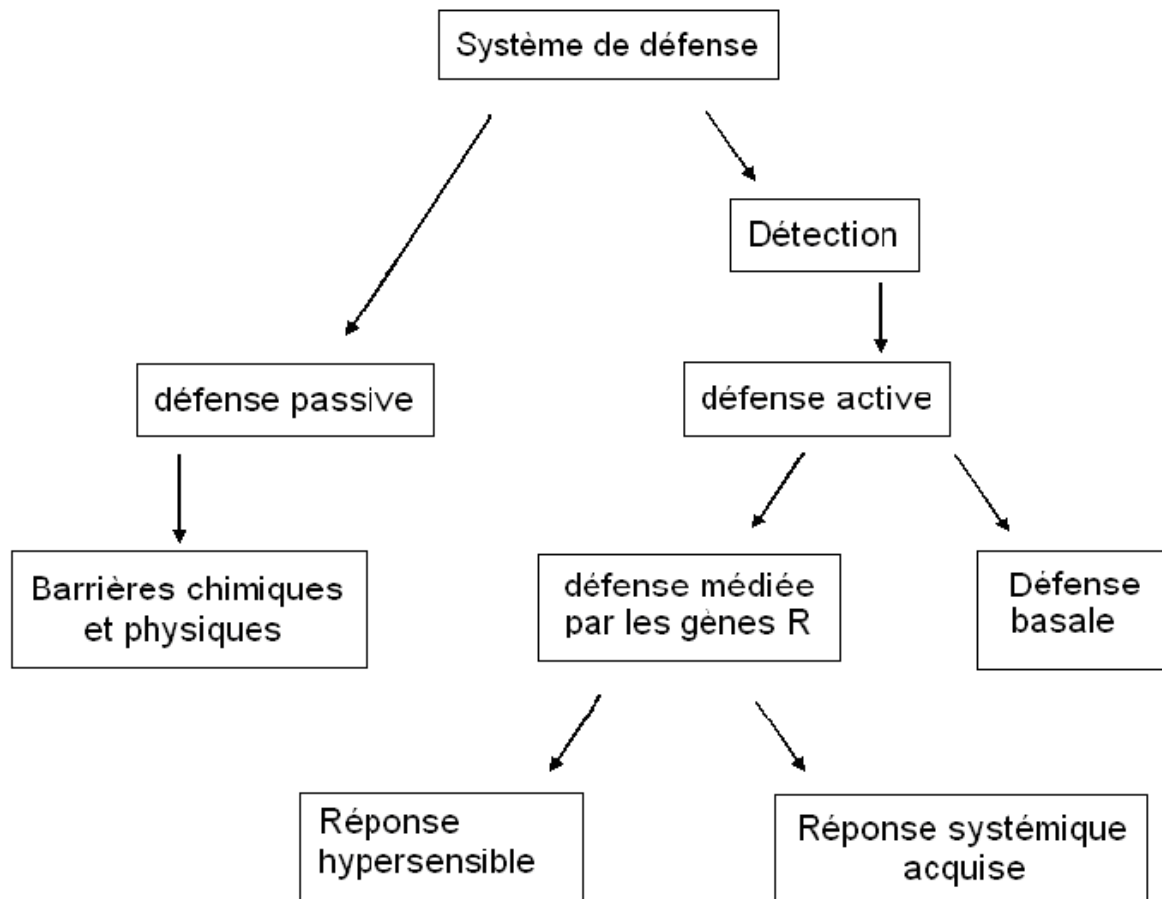 Système de défense
Détection
défense passive
défense active
Barrières chimiques
et physiques
défense médiée
par les gènes R
Défense
basale
Réponse
hypersensible
Réponse systémique
acquise